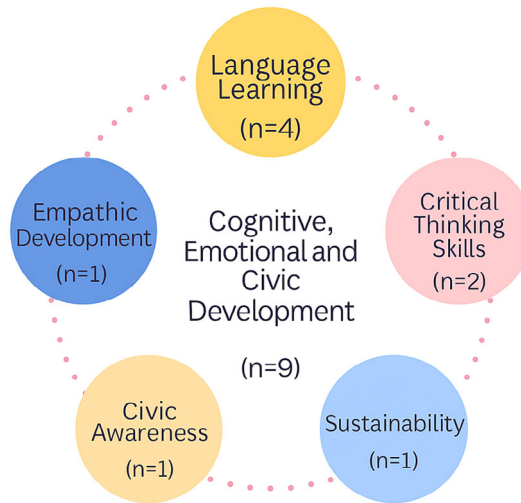 Language
Learning
(n=4)
Empathic
Development
(n=1)
Critical
Thinking
Skills
(n=2)
Cognitive,
Emotional and
Civic
Development
(n=9)
Civic
Awareness
(n=1)
Sustainability
(n=1)